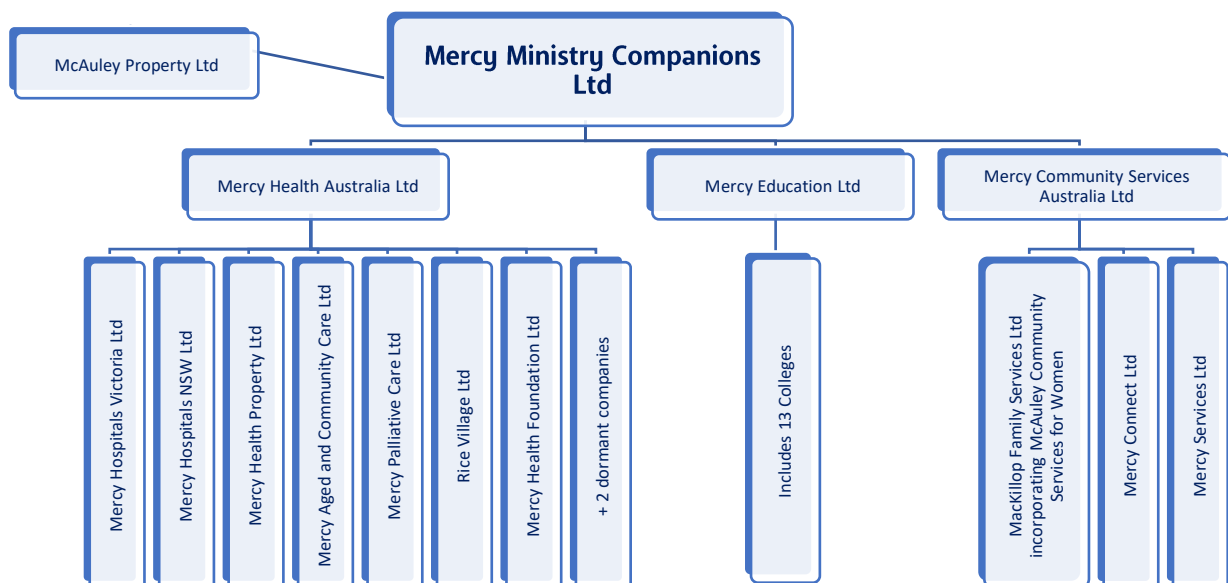 McAuley Property Ltd
Mercy Ministry Companions
Ltd
Mercy Health Australia Ltd
Mercy Education Ltd
Mercy Community Services
Australia Ltd
Mercy Hospitals Victoria Ltd
Mercy Hospitals NSW Ltd
Mercy Health Property Ltd
Mercy Aged and Community Care Ltd
Mercy Palliative Care Ltd
Rice Village Ltd
Mercy Health Foundation Ltd
+ 2 dormant companies
Includes 13 Colleges
MacKillop Family Services Ltd
incorporating McAuley Community
Services for Women
Mercy Connect Ltd
Mercy Services Ltd